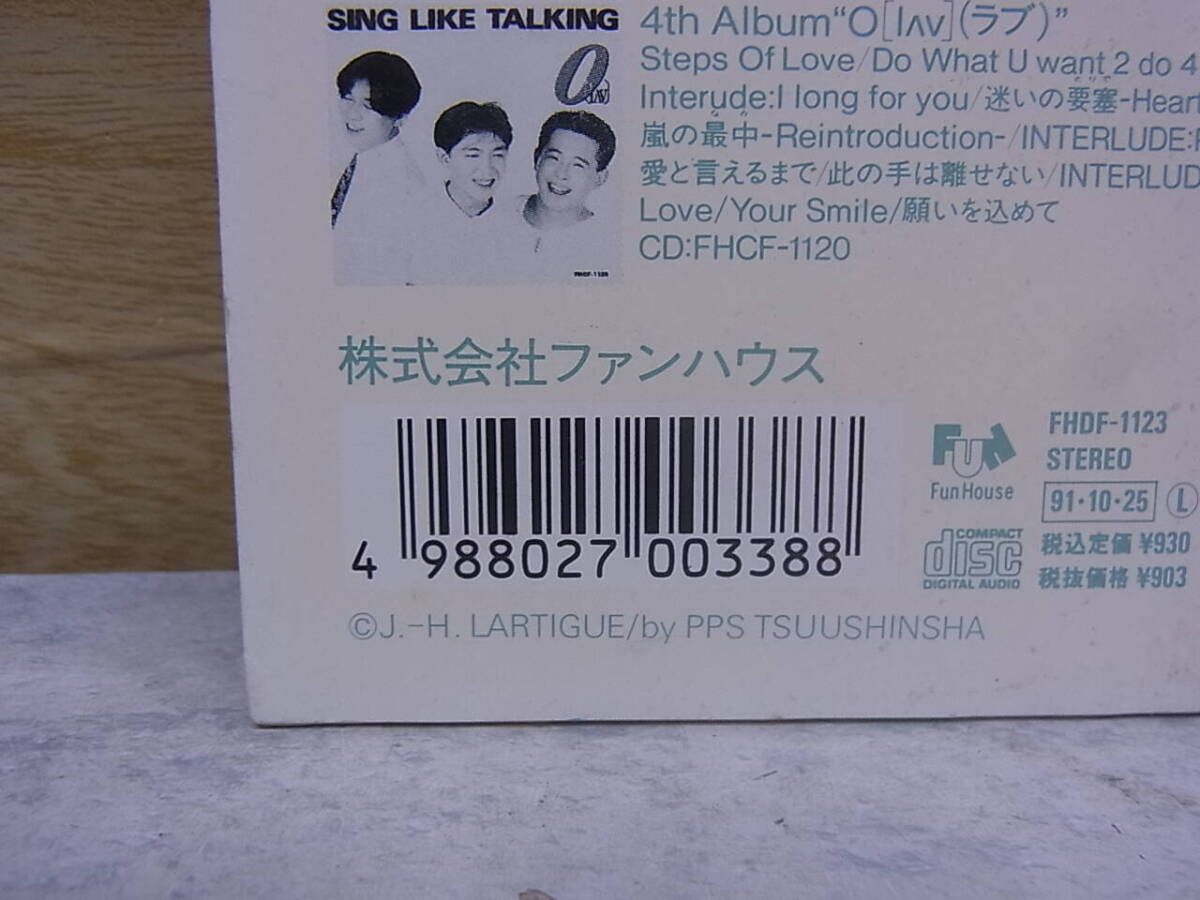 SING LIKE TALKING
O[lʌv]
FHCF-1120
4th Album“O[lʌv](ラブ)”
Steps Of Love/Do What U want 2 do 4
Interude:I long for you/迷いの要塞-Hear
嵐の最中-Reintroduction-/INTERLUDE:
愛と言えるまで/此の手は離せない/INTERLUD
Love/Your Smile/願いを込めて
CD:FHCF-1120
株式会社ファンハウス
4 988027 003388
Fun
Fun House
FHDF-1123
STEREO
91・10・25 Ⓛ
COMPACT
disc
DIGITAL AUDIO
税込定価 ¥930
税抜価格 ¥903
©J.-H. LARTIGUE/by PPS TSUUSHINSHA